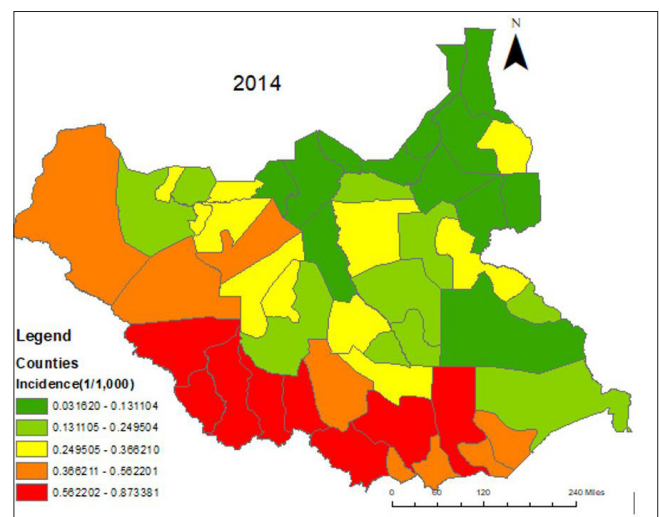 N
2014
Legend
Counties
Incidence(1/1,000)
0.031620 - 0.131104
0.131105 - 0.249504
0.249505 - 0.366210
0.366211 - 0.562201
0.562202 - 0.873381
0 60 120 240 Miles